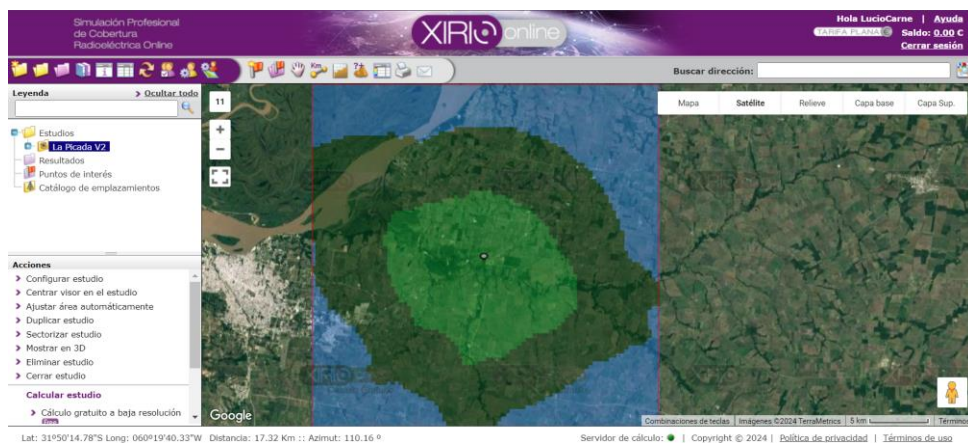 Simulación Profesional
de Cobertura
Radioeléctrica Online
XIRIO online
Hola LucioCarne | Ayuda
TARIFA PLANA Saldo: 0.00 €
Cerrar sesión
Buscar dirección:
Leyenda > Ocultar todo
Estudios
La Picada V2
Resultados
Puntos de interés
Catálogo de emplazamientos
11
+
−
Mapa Satélite Relieve Capa base Capa Sup.
Acciones
> Configurar estudio
> Centrar visor en el estudio
> Ajustar área automáticamente
> Duplicar estudio
> Sectorizar estudio
> Mostrar en 3D
> Eliminar estudio
> Cerrar estudio
Calcular estudio
> Cálculo gratuito a baja resolución
Google
Combinaciones de teclas Imágenes ©2024 TerraMetrics 5 km Término
Lat: 31º50'14.78"S Long: 060º19'40.33"W Distancia: 17.32 Km :: Azimut: 110.16 º
Servidor de cálculo: | Copyright © 2024 | Política de privacidad | Términos de uso